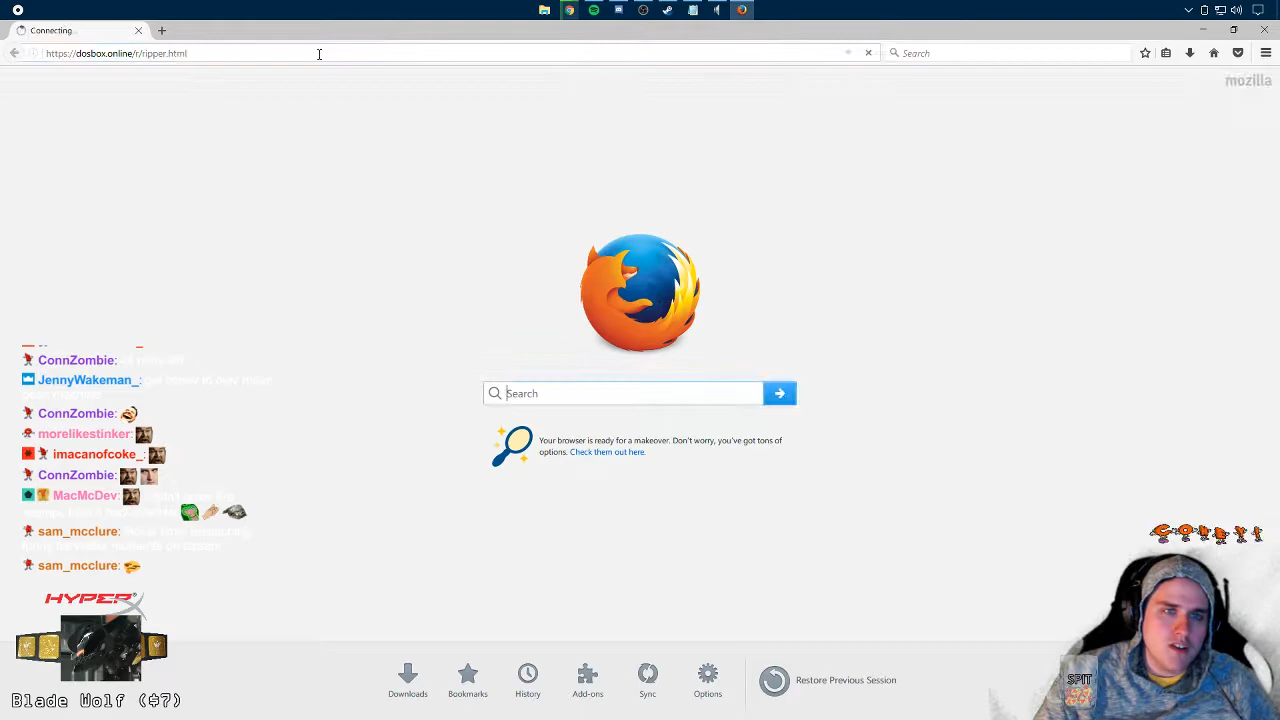 Connecting…
https://dosbox.online/r/ripper.html
Search
mozilla
Search
Your browser is ready for a makeover. Don't worry, you've got tons of
options. Check them out here.
ConnZombie:
JennyWakeman_:
ConnZombie:
morelikestinker:
imacanofcoke_:
ConnZombie:
MacMcDev:
sam_mcclure:
sam_mcclure:
HYPERX
Blade Wolf ($7)
SPIT
Downloads
Bookmarks
History
Add-ons
Sync
Options
Restore Previous Session